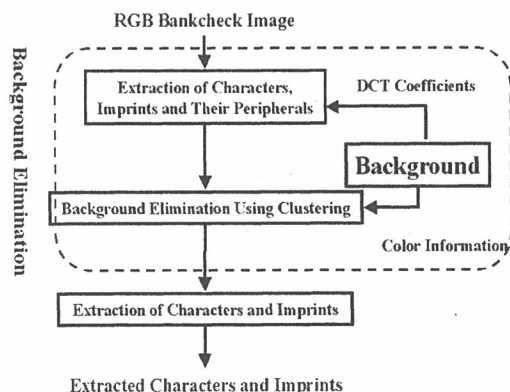 RGB Bankcheck Image
Background Elimination
Extraction of Characters,
Imprints and Their Peripherals
DCT Coefficients
Background
Background Elimination Using Clustering
Color Information
Extraction of Characters and Imprints
Extracted Characters and Imprints